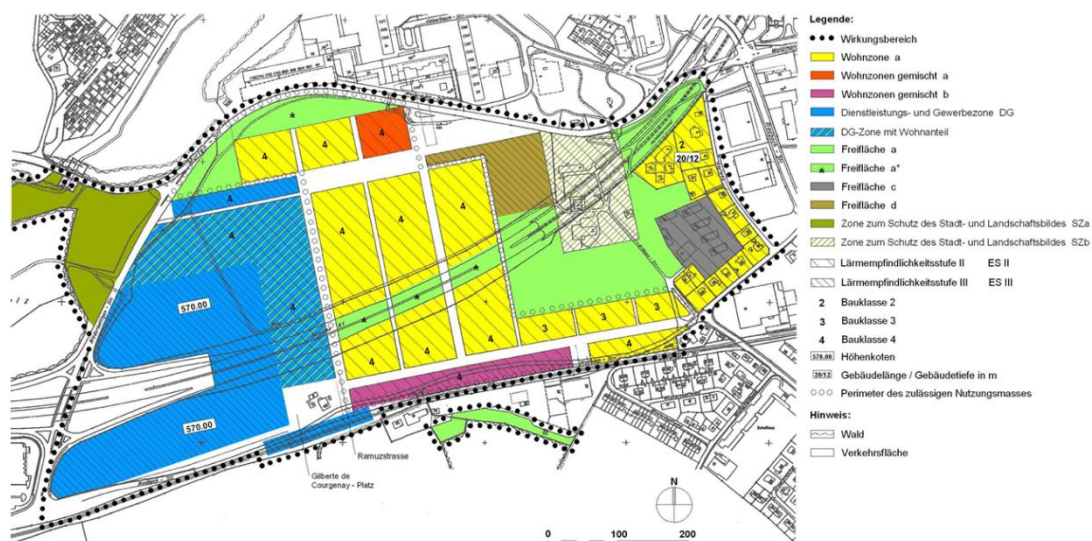 Legende:
Wirkungsbereich
Wohnzone a
Wohnzonen gemischt a
Wohnzonen gemischt b
Dienstleistungs- und Gewerbezone DG
DG-Zone mit Wohnanteil
Freifläche a
Freifläche a*
Freifläche c
Freifläche d
Zone zum Schutz des Stadt- und Landschaftsbildes SZa
Zone zum Schutz des Stadt- und Landschaftsbildes SZb
Lärmempfindlichkeitsstufe II ES II
Lärmempfindlichkeitsstufe III ES III
2 Bauklasse 2
3 Bauklasse 3
4 Bauklasse 4
570.00 Höhenkoten
20/12 Gebäudelänge / Gebäudetiefe in m
Perimeter des zulässigen Nutzungsmasses
Hinweis:
Wald
Verkehrsfläche
2
20/12
*
4
4
4
4
4
4
4
4
4
570.00
*
*
4
*
3
3
3
4
4
4
4
4
570.00
Ramuzstrasse
Gilberte de
Courgenay - Platz
N
0 100 200